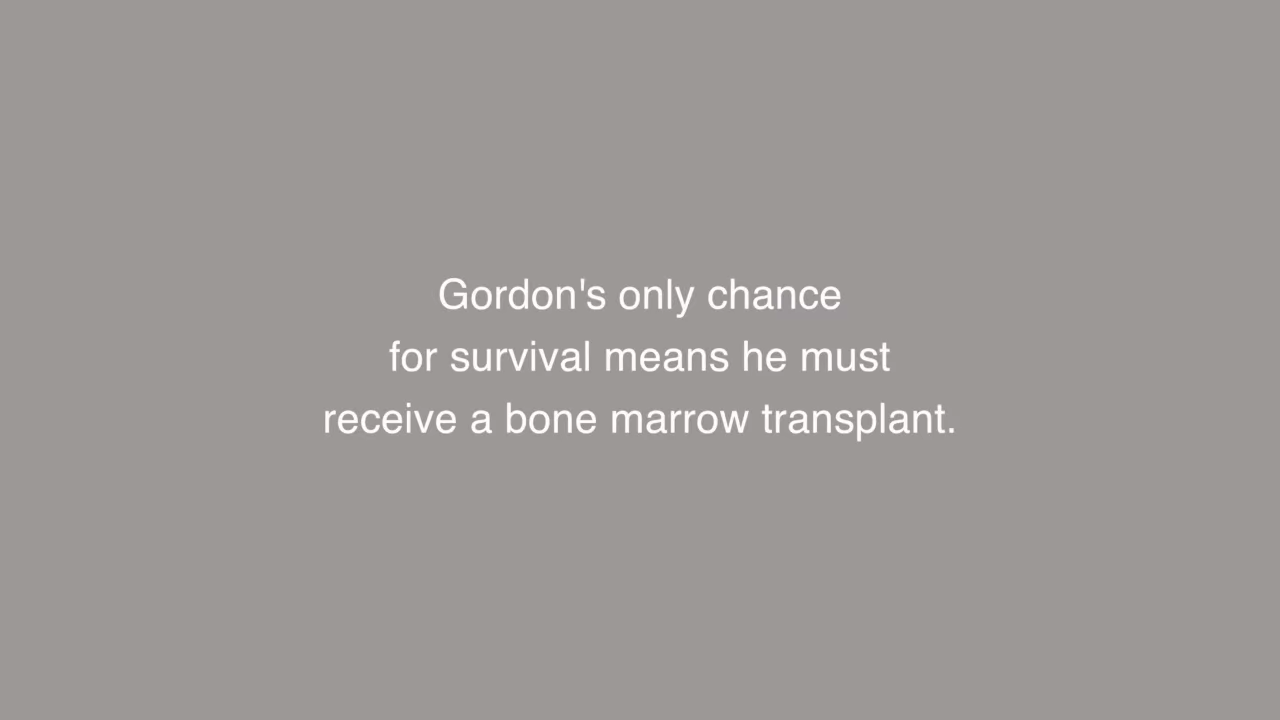 Gordon's only chance
for survival means he must
receive a bone marrow transplant.